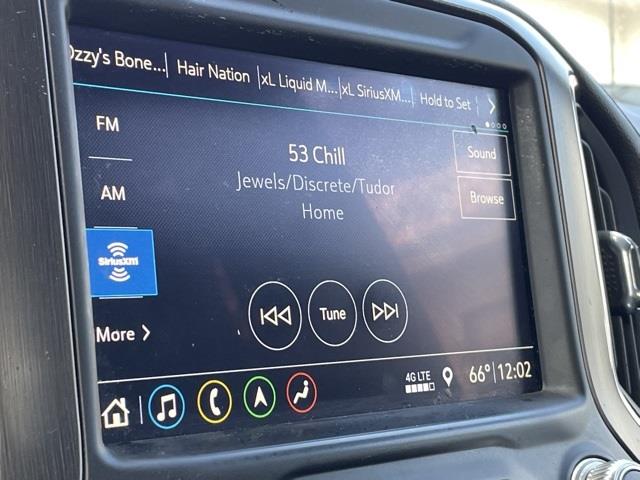 Ozzy's Bone... Hair Nation xL Liquid M... xL SiriusXM... Hold to Set
FM
53 Chill
Sound
Jewels/Discrete/Tudor
AM
Browse
Home
SiriusXM
Tune
More
4G LTE
66° 12:02